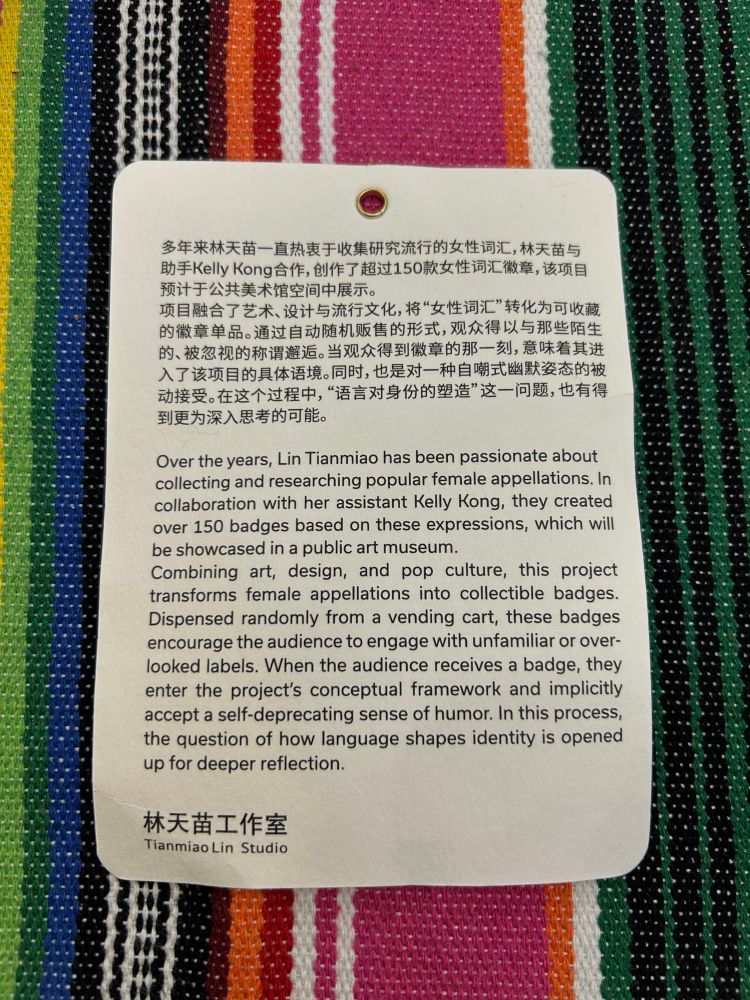 多年来林天苗一直热衷于收集研究流行的女性词汇，林天苗与
助手Kelly Kong合作，创作了超过150款女性词汇徽章，该项目
预计于公共美术馆空间中展示。
项目融合了艺术、设计与流行文化，将“女性词汇”转化为可收藏
的徽章单品。通过自动随机贩售的形式，观众得以与那些陌生
的、被忽视的称谓邂逅。当观众得到徽章的那一刻，意味着其进
入了该项目的具体语境。同时，也是对一种自嘲式幽默姿态的被
动接受。在这个过程中，“语言对身份的塑造”这一问题，也有得
到更为深入思考的可能。
Over the years, Lin Tianmiao has been passionate about
collecting and researching popular female appellations. In
collaboration with her assistant Kelly Kong, they created
over 150 badges based on these expressions, which will
be showcased in a public art museum.
Combining art, design, and pop culture, this project
transforms female appellations into collectible badges.
Dispensed randomly from a vending cart, these badges
encourage the audience to engage with unfamiliar or over-
looked labels. When the audience receives a badge, they
enter the project's conceptual framework and implicitly
accept a self-deprecating sense of humor. In this process,
the question of how language shapes identity is opened
up for deeper reflection.
林天苗工作室
Tianmiao Lin Studio